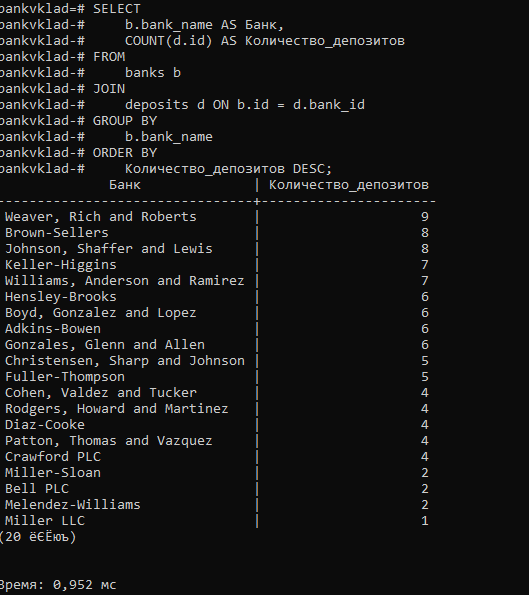 bankvklad=# SELECT
bankvklad-#     b.bank_name AS Банк,
bankvklad-#     COUNT(d.id) AS Количество_депозитов
bankvklad-# FROM
bankvklad-#     banks b
bankvklad-# JOIN
bankvklad-#     deposits d ON b.id = d.bank_id
bankvklad-# GROUP BY
bankvklad-#     b.bank_name
bankvklad-# ORDER BY
bankvklad-#     Количество_депозитов DESC;
Банк | Количество_депозитов
-------------------------------+----------------------
Weaver, Rich and Roberts | 9
Brown-Sellers | 8
Johnson, Shaffer and Lewis | 8
Keller-Higgins | 7
Williams, Anderson and Ramirez | 7
Hensley-Brooks | 6
Boyd, Gonzalez and Lopez | 6
Adkins-Bowen | 6
Gonzales, Glenn and Allen | 6
Christensen, Sharp and Johnson | 5
Fuller-Thompson | 5
Cohen, Valdez and Tucker | 4
Rodgers, Howard and Martinez | 4
Diaz-Cooke | 4
Patton, Thomas and Vazquez | 4
Crawford PLC | 4
Miller-Sloan | 2
Bell PLC | 2
Melendez-Williams | 2
Miller LLC | 1
(20 ёЄЁюъ)
Время: 0,952 мс